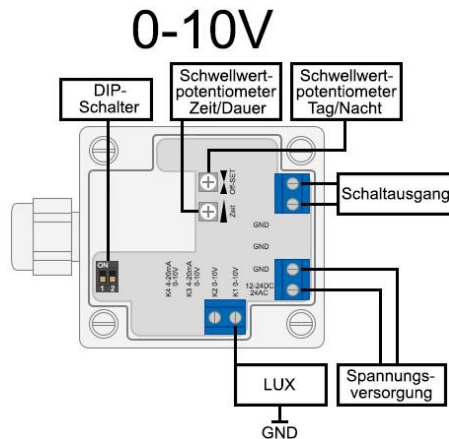 0-10V
DIP-
Schalter
Schwellwert-
potentiometer
Zeit/Dauer
Schwellwert-
potentiometer
Tag/Nacht
Off-SET
Zeit
Schaltausgang
GND
GND
GND
12-24DC
24AC
ON
1 2
K4 4-20mA
0-10V
K3 4-20mA
0-10V
K2 0-10V
K1 0-10V
LUX
GND
Spannungs-
versorgung